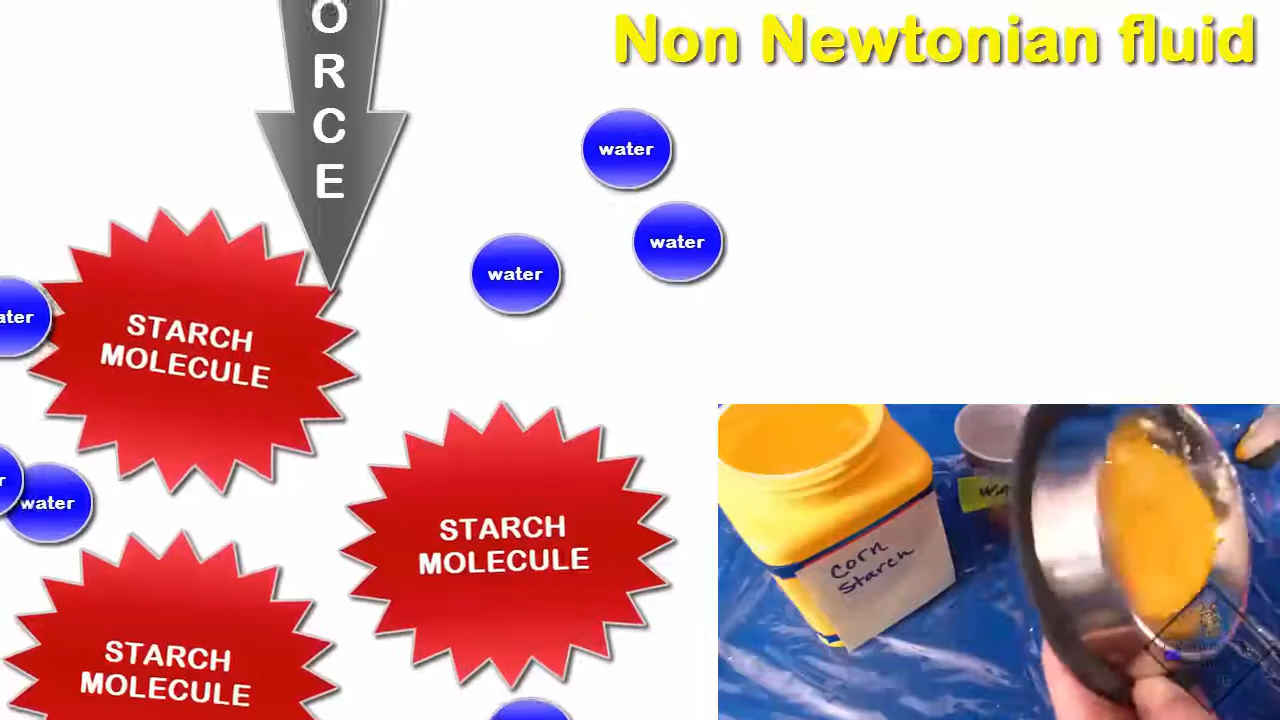 Non Newtonian fluid
ORCE
water
water
water
ater
STARCH
MOLECULE
water
STARCH
MOLECULE
STARCH
MOLECULE
corn
starch